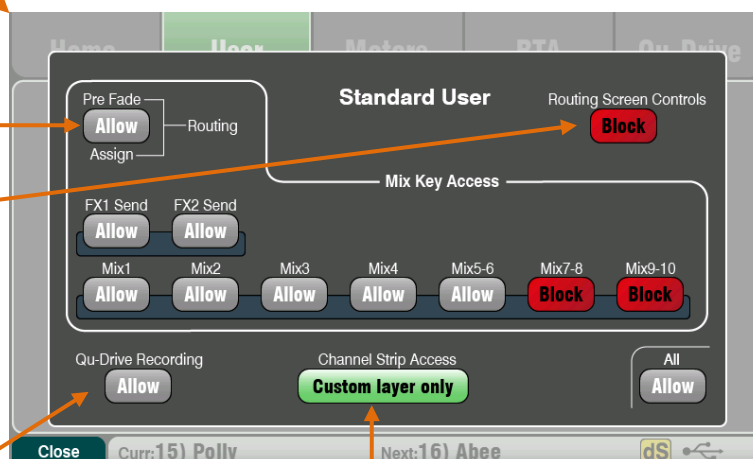 Home User Meters RTA Qu-Drive
Standard User
Pre Fade
Allow
Routing
Assign
Routing Screen Controls
Block
Mix Key Access
FX1 Send FX2 Send
Allow Allow
Mix1 Mix2 Mix3 Mix4 Mix5-6 Mix7-8 Mix9-10
Allow Allow Allow Allow Allow Block Block
Qu-Drive Recording
Allow
Channel Strip Access
Custom layer only
All
Allow
Close
Curr:15) Polly
Next:16) Abee
dS